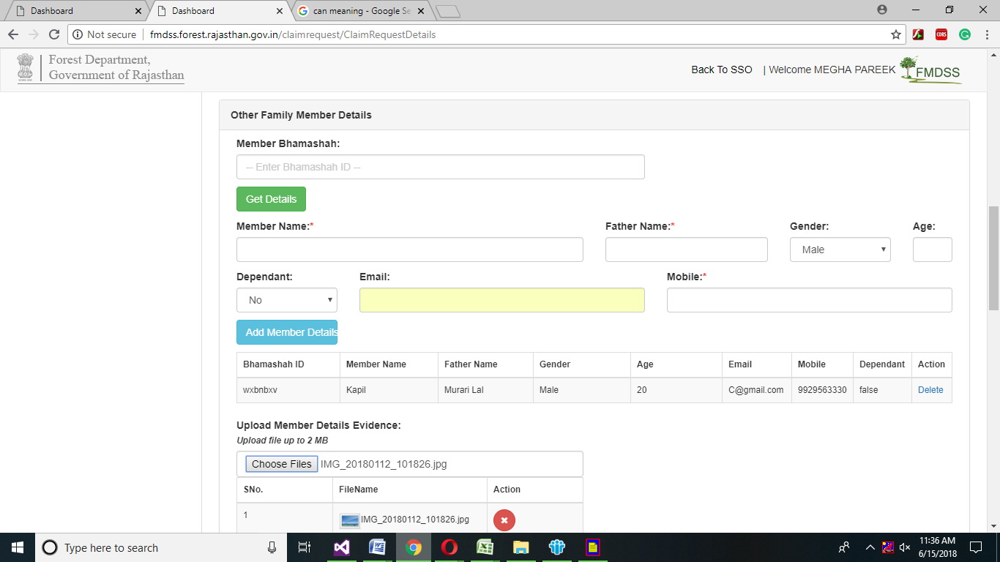 Dashboard
Dashboard
can meaning - Google Se
Not secure
fmdss.forest.rajasthan.gov.in/claimrequest/ClaimRequestDetails
CORS
Forest Department,
Government of Rajasthan
Back To SSO | Welcome MEGHA PAREEK
FMDSS
Other Family Member Details
Member Bhamashah:
-- Enter Bhamashah ID --
Get Details
Member Name:* Father Name:* Gender: Age:
Male
Dependant: Email: Mobile:*
No
Add Member Details
Bhamashah ID Member Name Father Name Gender Age Email Mobile Dependant Action
wxbnbxv Kapil Murari Lal Male 20 C@gmail.com 9929563330 false Delete
Upload Member Details Evidence:
Upload file up to 2 MB
Choose Files IMG_20180112_101826.jpg
SNo. FileName Action
1 IMG_20180112_101826.jpg
Type here to search
11:36 AM
6/15/2018